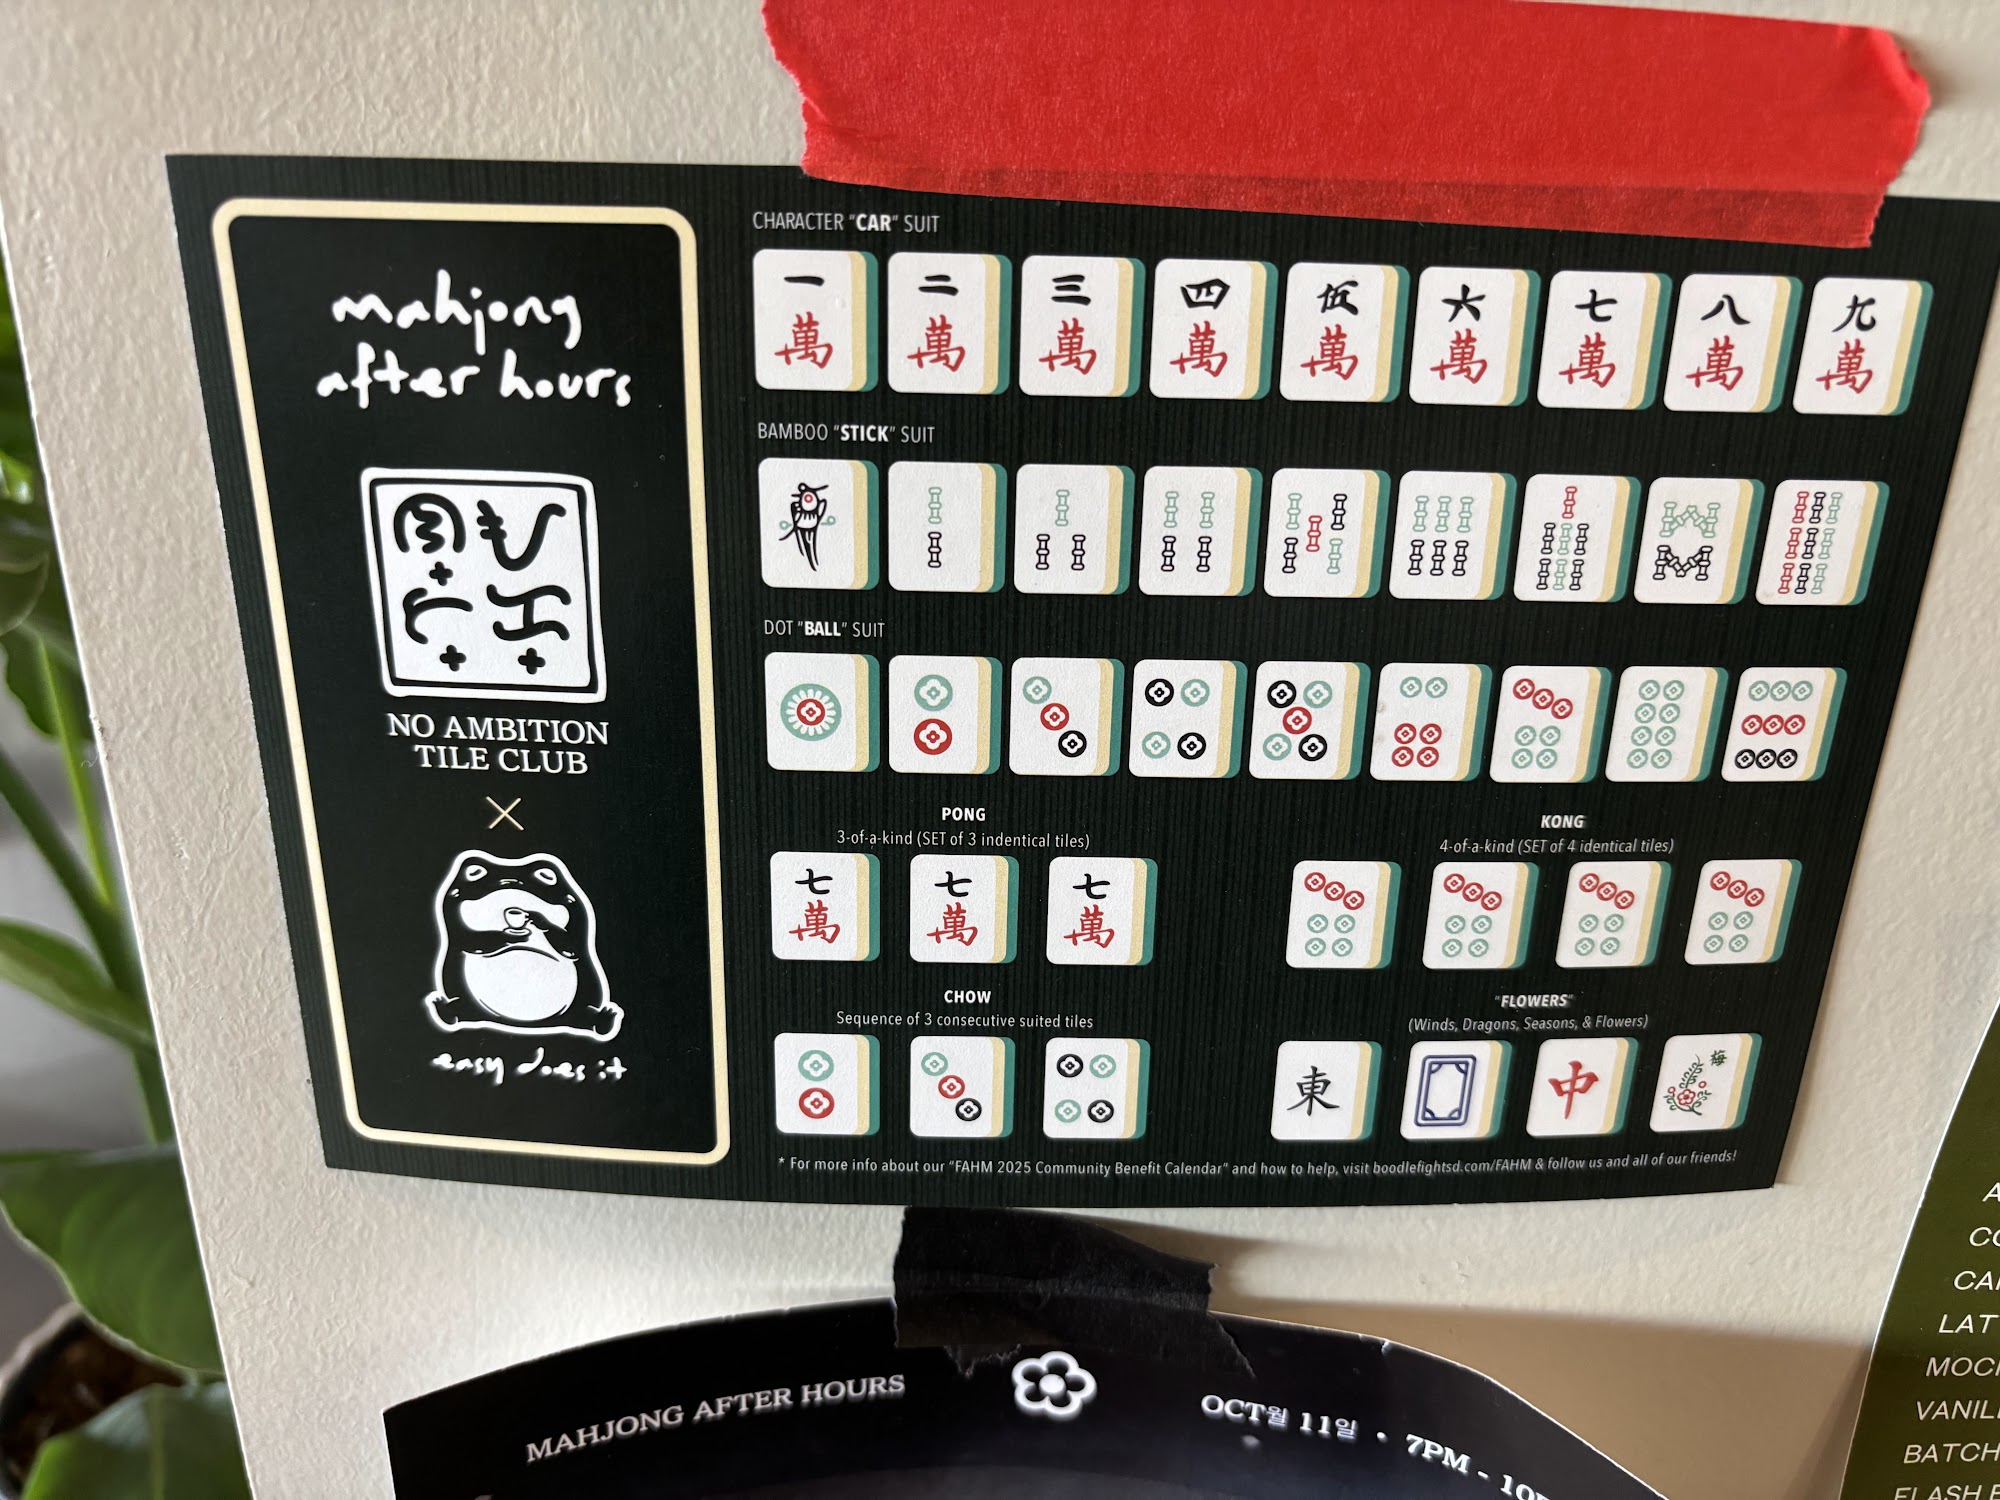 mahjong
after hours
NO AMBITION
TILE CLUB
×
easy does it
CHARACTER "CAR" SUIT
一萬 二萬 三萬 四萬 伍萬 六萬 七萬 八萬 九萬
BAMBOO "STICK" SUIT
DOT "BALL" SUIT
PONG
3-of-a-kind (SET of 3 indentical tiles)
七萬 七萬 七萬
KONG
4-of-a-kind (SET of 4 identical tiles)
CHOW
Sequence of 3 consecutive suited tiles
"FLOWERS"
(Winds, Dragons, Seasons, & Flowers)
東 中 梅
* For more info about our "FAHM 2025 Community Benefit Calendar" and how to help, visit boodlefightsd.com/FAHM & follow us and all of our friends!
MAHJONG AFTER HOURS
OCT월 11일 • 7PM -
LAT
VANIL
BATCH
FLASH